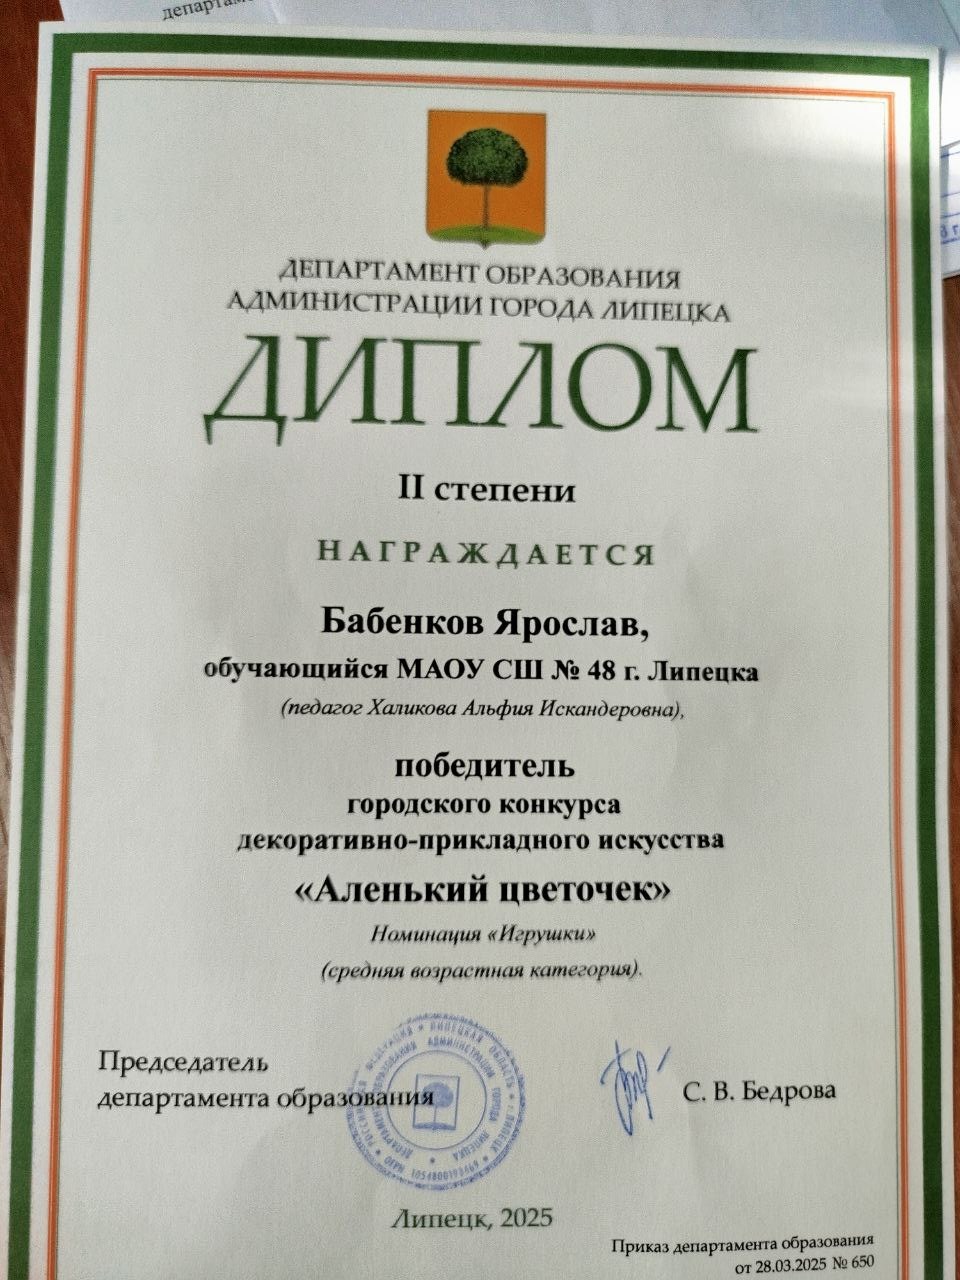 ДЕПАРТАМЕНТ ОБРАЗОВАНИЯ
АДМИНИСТРАЦИИ ГОРОДА ЛИПЕЦКА
ДИПЛОМ
II степени
НАГРАЖДАЕТСЯ
Бабенков Ярослав,
обучающийся МАОУ СШ № 48 г. Липецка
(педагог Халикова Альфия Искандеровна),
победитель
городского конкурса
декоративно-прикладного искусства
«Аленький цветочек»
Номинация «Игрушки»
(средняя возрастная категория).
Председатель
департамента образования
С. В. Бедрова
Липецк, 2025
Приказ департамента образования
от 28.03.2025 № 650